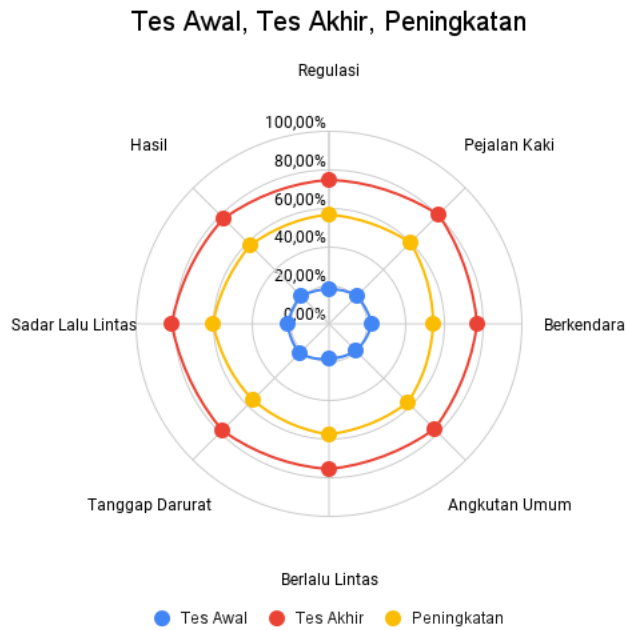 Tes Awal, Tes Akhir, Peningkatan
Regulasi
100,00%
Hasil
Pejalan Kaki
80,00%
60,00%
40,00%
20,00%
0,00%
Sadar Lalu Lintas
Berkendara
Tanggap Darurat
Angkutan Umum
Berlalu Lintas
Tes Awal
Tes Akhir
Peningkatan